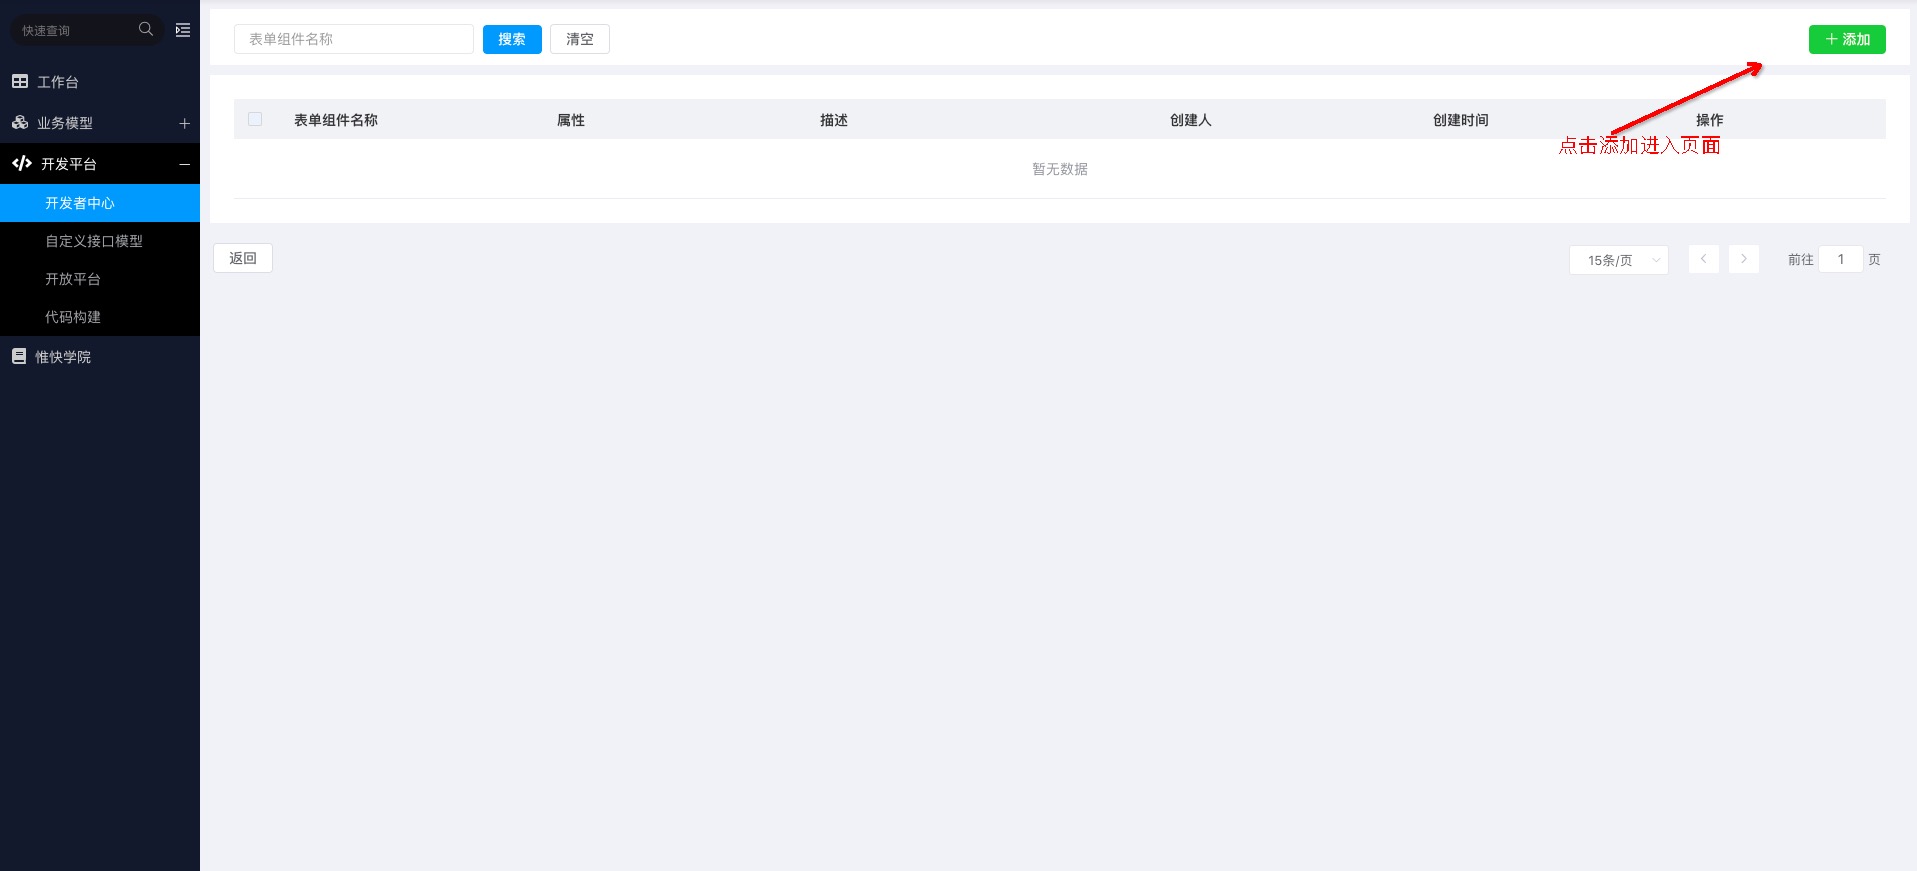 快速查询
工作台
业务模型
开发平台
开发者中心
自定义接口模型
开放平台
代码构建
惟快学院
表单组件名称 搜索 清空 添加
表单组件名称 属性 描述 创建人 创建时间 操作
点击添加进入页面
暂无数据
返回 15条/页 前往 1 页